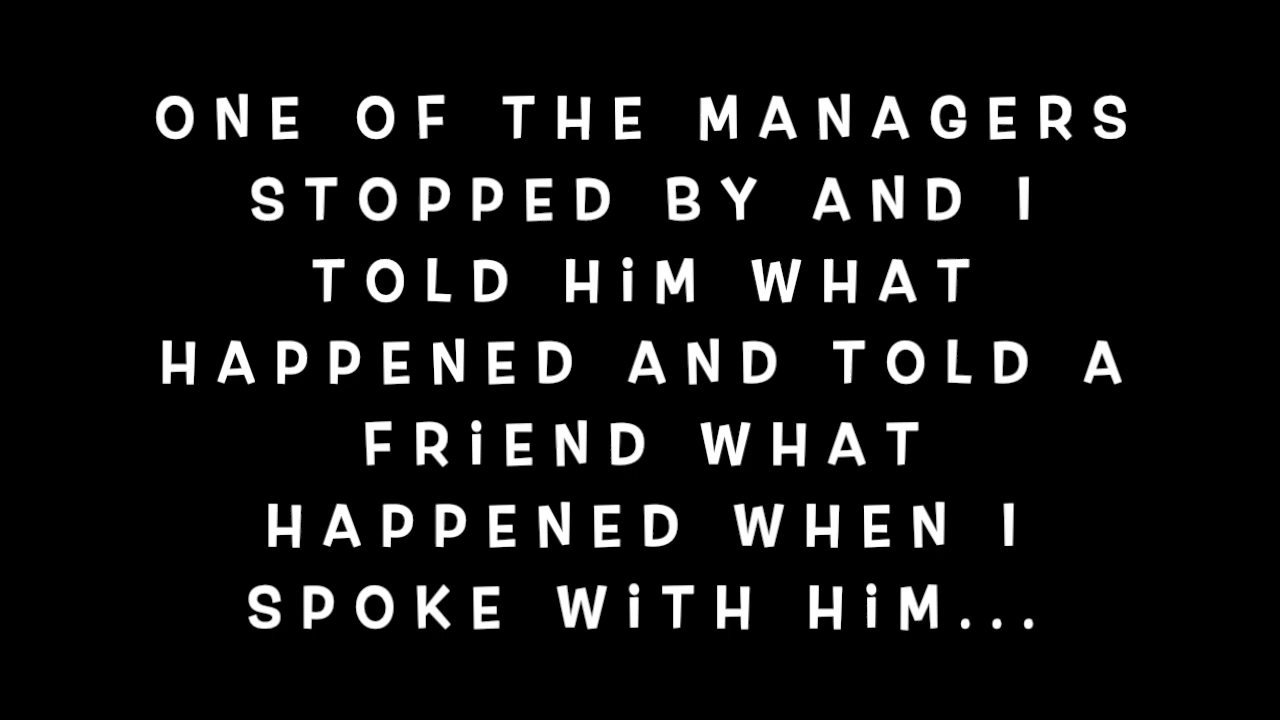 ONE OF THE MANAGERS
STOPPED BY AND I
TOLD HiM WHAT
HAPPENED AND TOLD A
FRiEND WHAT
HAPPENED WHEN I
SPOKE WiTH HiM...